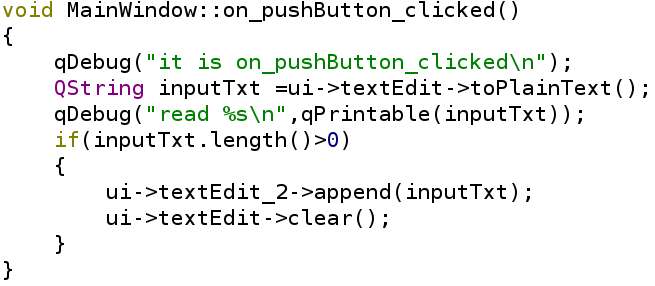 void MainWindow::on_pushButton_clicked()
{
    qDebug("it is on_pushButton_clicked\n");
    QString inputTxt =ui->textEdit->toPlainText();
    qDebug("read %s\n",qPrintable(inputTxt));
    if(inputTxt.length()>0)
    {
        ui->textEdit_2->append(inputTxt);
        ui->textEdit->clear();
    }
}